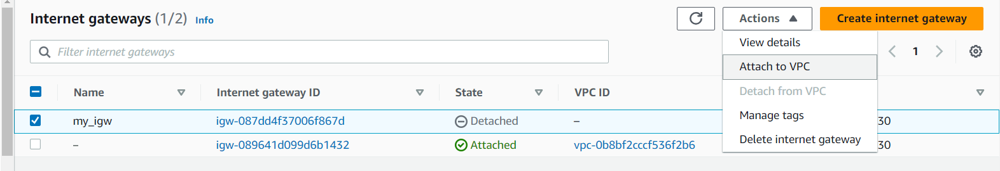 Internet gateways (1/2) Info
Actions
Create internet gateway
Filter internet gateways
1
View details
Attach to VPC
Detach from VPC
Manage tags
Delete internet gateway
Name Internet gateway ID State VPC ID
my_igw igw-087dd4f37006f867d Detached – 30
– igw-089641d099d6b1432 Attached vpc-0b8bf2cccf536f2b6 30